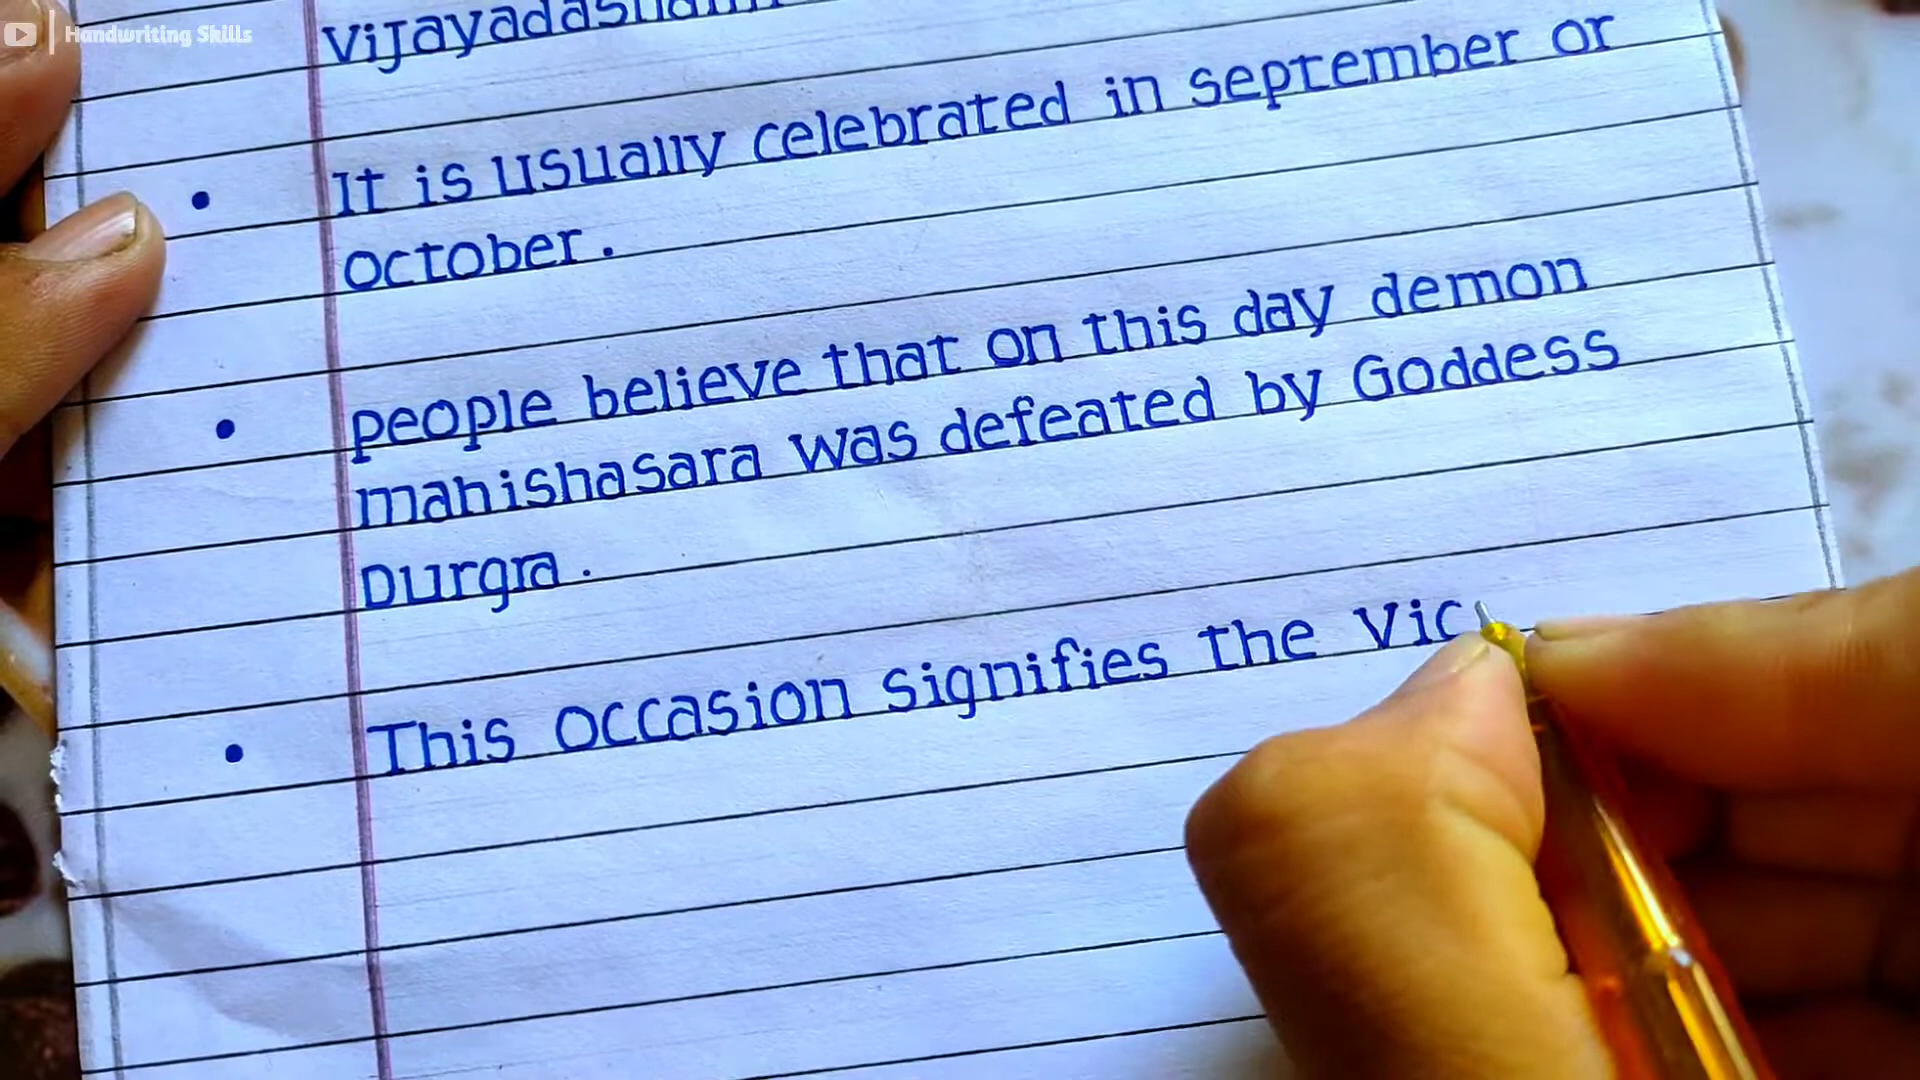 Handwriting Skills
It is usually celebrated in september or
october.
people believe that on this day demon
mahishasara was defeated by Goddess
Durga.
This occasion signifies the Vic